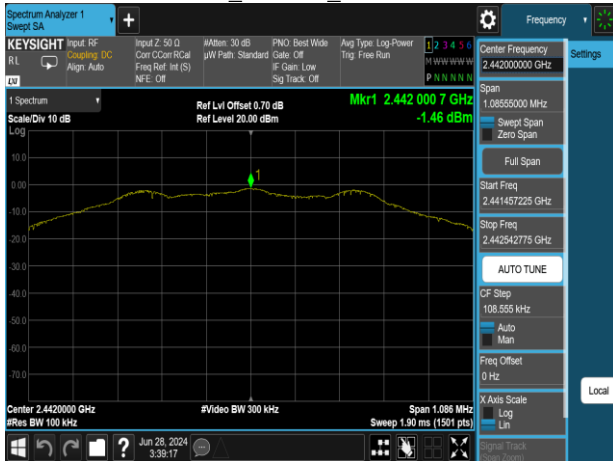 Spectrum Analyzer 1
Swept SA
Frequency
KEYSIGHT
RL
Input: RF
Coupling: DC
Align: Auto
Input Z: 50 Ω
Corr CCorr RCal
Freq Ref: Int (S)
NFE: Off
#Atten: 30 dB
µW Path: Standard
PNO: Best Wide
Gate: Off
IF Gain: Low
Sig Track: Off
Avg Type: Log-Power
Trig: Free Run
1 2 3 4 5 6
M W W W W W
P N N N N N
LXI
1 Spectrum
Scale/Div 10 dB
Log
Ref Lvl Offset 0.70 dB
Ref Level 20.00 dBm
Mkr1 2.442 000 7 GHz
-1.46 dBm
1
10.0
0.00
-10.0
-20.0
-30.0
-40.0
-50.0
-60.0
-70.0
Center 2.4420000 GHz
#Res BW 100 kHz
#Video BW 300 kHz
Span 1.086 MHz
Sweep 1.90 ms (1501 pts)
Jun 28, 2024
3:39:17
Center Frequency
2.442000000 GHz
Span
1.08555000 MHz
Swept Span
Zero Span
Full Span
Start Freq
2.441457225 GHz
Stop Freq
2.442542775 GHz
AUTO TUNE
CF Step
108.555 kHz
Auto
Man
Freq Offset
0 Hz
X Axis Scale
Log
Lin
Signal Track
(Span Zoom)
Settings
Local